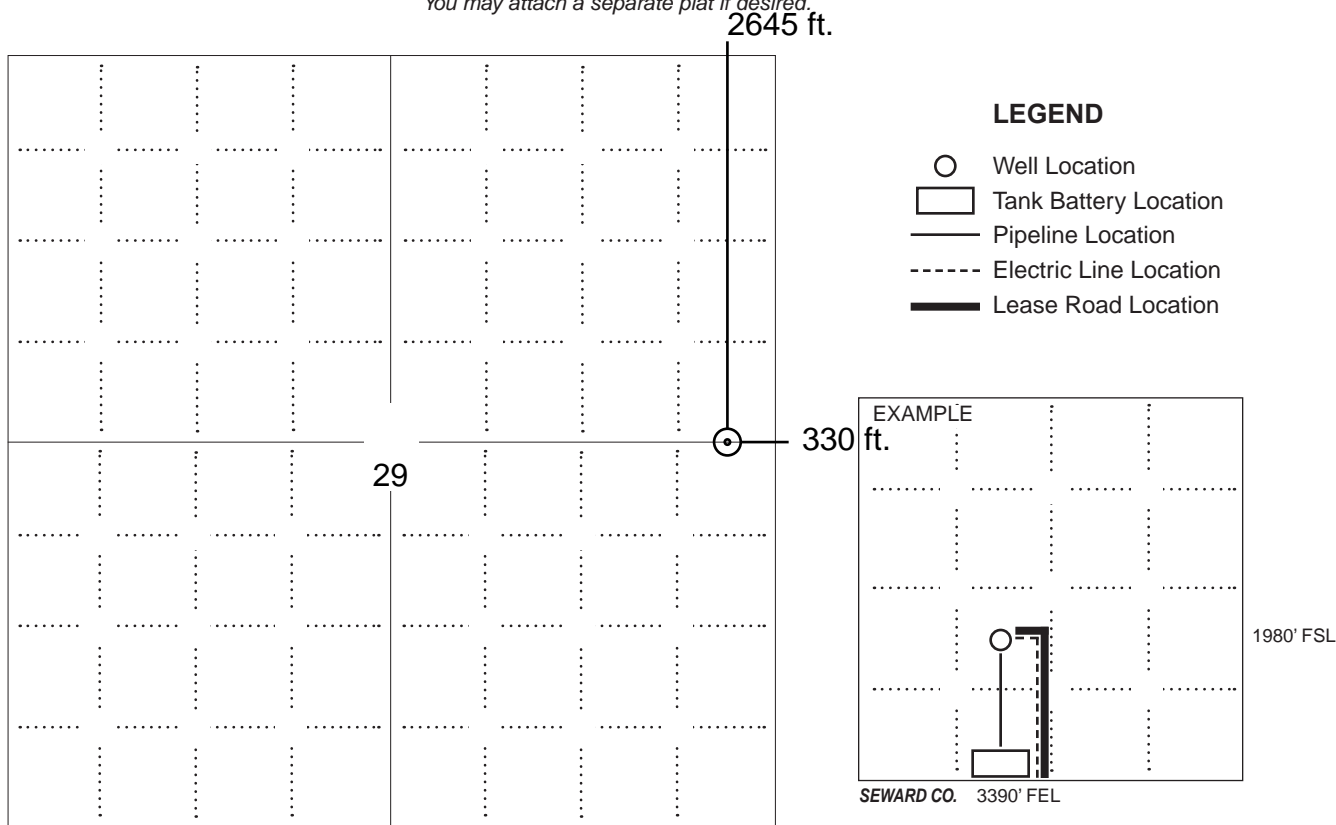 You may attach a separate plat if desired.
2645 ft.
LEGEND
Well Location
Tank Battery Location
Pipeline Location
Electric Line Location
Lease Road Location
EXAMPLE
330 ft.
29
1980' FSL
SEWARD CO. 3390' FEL